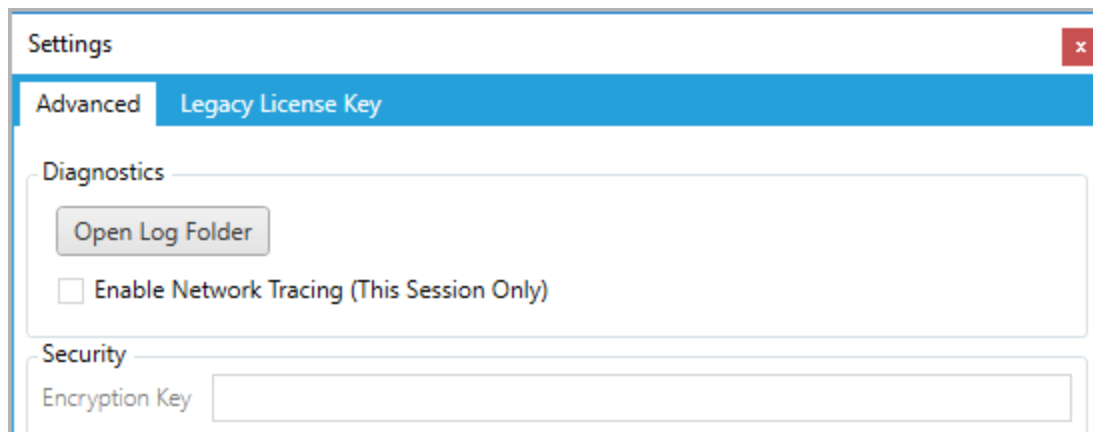 Settings
x
Advanced Legacy License Key
Diagnostics
Open Log Folder
Enable Network Tracing (This Session Only)
Security
Encryption Key